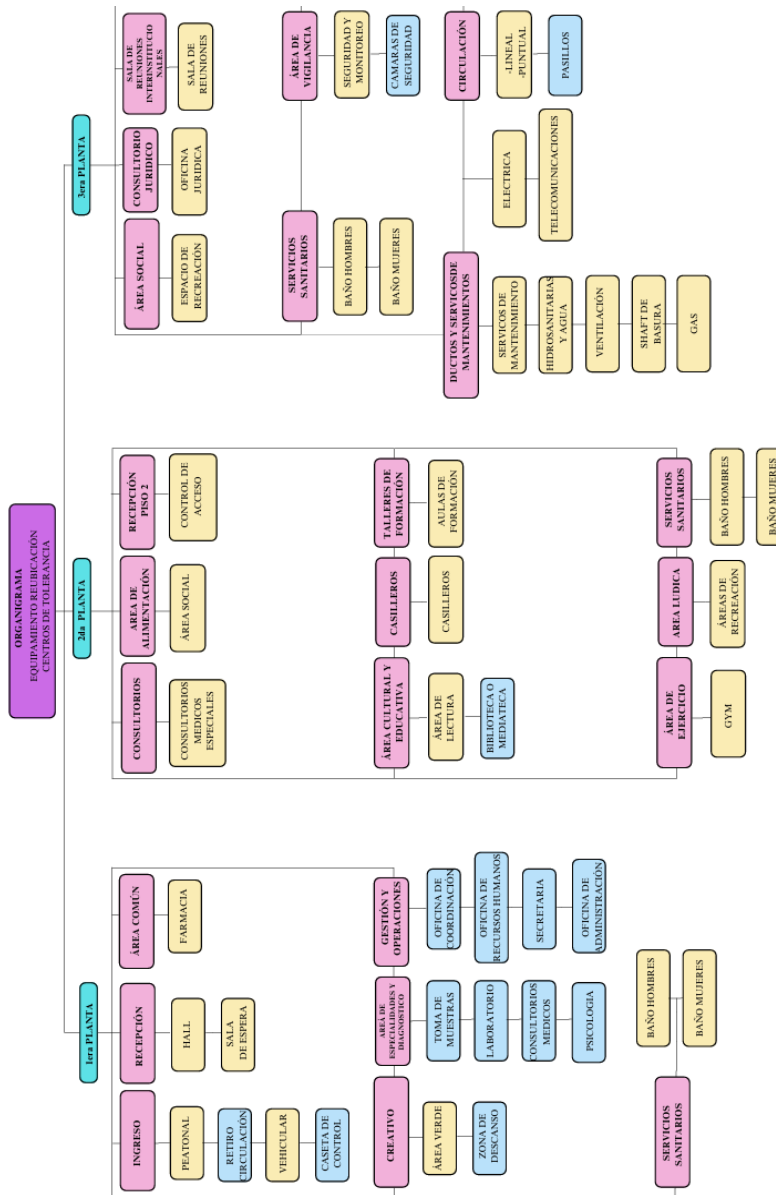 ORGANIGRAMA
EQUIPAMIENTO REUBICACIÓN
CENTROS DE TOLERANCIA
1era PLANTA
INGRESO
PEATONAL
RETIRO
CIRCULACIÓN
VEHICULAR
CASETA DE
CONTROL
RECEPCIÓN
HALL
SALA
DE ESPERA
ÁREA COMÚN
FARMACIA
CREATIVO
ÁREA VERDE
ZONA DE
DESCANSO
AREÁ DE
ESPECIALIDADES Y
DIAGNOSTICO
TOMA DE
MUESTRAS
LABORATORIO
CONSULTORIOS
MEDICOS
PSICOLOGIA
GESTIÓN Y
OPERACIONES
OFICINA DE
COORDINACIÓN
OFICINA DE
RECURSOS HUMANOS
SECRETARIA
OFICINA DE
ADMINISTRACIÓN
SERVICIOS
SANITARIOS
BAÑO HOMBRES
BAÑO MUJERES
2da PLANTA
CONSULTORIOS
CONSULTORIOS
MEDICOS
ESPECIALES
AREA DE
ALIMENTACIÓN
ÁREA SOCIAL
RECEPCIÓN
PISO 2
CONTROL DE
ACCESO
ÁREA CULTURAL Y
EDUCATIVA
ÁREA DE
LECTURA
BIBLIOTECA O
MEDIATECA
CASILLEROS
CASILLEROS
TALLERES DE
FORMACIÓN
AULAS DE
FORMACIÓN
ÁREA DE
EJERCICIO
GYM
AREA LUDICA
ÁREAS DE
RECREACIÓN
SERVICIOS
SANITARIOS
BAÑO HOMBRES
BAÑO MUJERES
3era PLANTA
ÁREA SOCIAL
ESPACIO DE
RECREACIÓN
CONSULTORIO
JURIDICO
OFICINA
JURIDICA
SALA DE
REUNIONES
INTERINSTITUCIO
NALES
SALA DE
REUNIONES
SERVICIOS
SANITARIOS
BAÑO HOMBRES
BAÑO MUJERES
ÁREA DE
VIGILANCIA
SEGURIDAD Y
MONITOREO
CAMARAS DE
SEGURIDAD
DUCTOS Y SERVICOSDE
MANTENIMIENTOS
SERVICOS DE
MANTENIMIENTO
HIDROSANITARIAS
Y AGUA
VENTILACIÓN
SHAFT DE
BASURA
GAS
ELECTRICA
TELECOMUNICACIONES
CIRCULACIÓN
-LINEAL
-PUNTUAL
PASILLOS